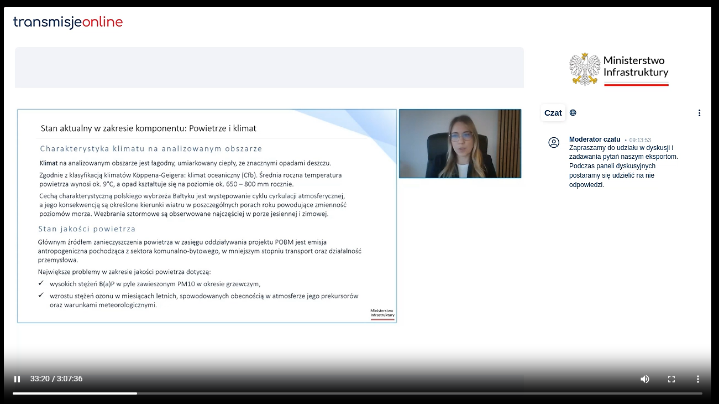 transmisjeonline
Ministerstwo
Infrastruktury
Stan aktualny w zakresie komponentu: Powietrze i klimat
Charakterystyka klimatu na analizowanym obszarze
Klimat na analizowanym obszarze jest łagodny, umiarkowany ciepły, ze znacznymi opadami deszczu.
Zgodnie z klasyfikacją klimatów Köppena-Geigera: klimat oceaniczny (Cfb). Średnia roczna temperatura
powietrza wynosi ok. 9°C, a opad kształtuje się na poziomie ok. 650 – 800 mm rocznie.
Cechą charakterystyczną polskiego wybrzeża Bałtyku jest występowanie cyklu cyrkulacji atmosferycznej,
a jego konsekwencją są określone kierunki wiatru w poszczególnych porach roku powodujące zmienność
poziomów morza. Wezbrania sztormowe są obserwowane najczęściej w porze jesiennej i zimowej.
Stan jakości powietrza
Głównym źródłem zanieczyszczenia powietrza w zasięgu oddziaływania projektu POBM jest emisja
antropogeniczna pochodząca z sektora komunalno-bytowego, w mniejszym stopniu transport oraz działalność
przemysłowa.
Największe problemy w zakresie jakości powietrza dotyczą:
✓ wysokich stężeń B(a)P w pyle zawieszonym PM10 w okresie grzewczym,
✓ wzrostu stężeń ozonu w miesiącach letnich, spowodowanych obecnością w atmosferze jego prekursorów
oraz warunkami meteorologicznymi.
Ministerstwo
Infrastruktury
Czat
Moderator czatu • 09:13:53
Zapraszamy do udziału w dyskusji i
zadawania pytań naszym ekspertom.
Podczas paneli dyskusyjnych
postaramy się udzielić na nie
odpowiedzi.
33:20 / 3:07:36